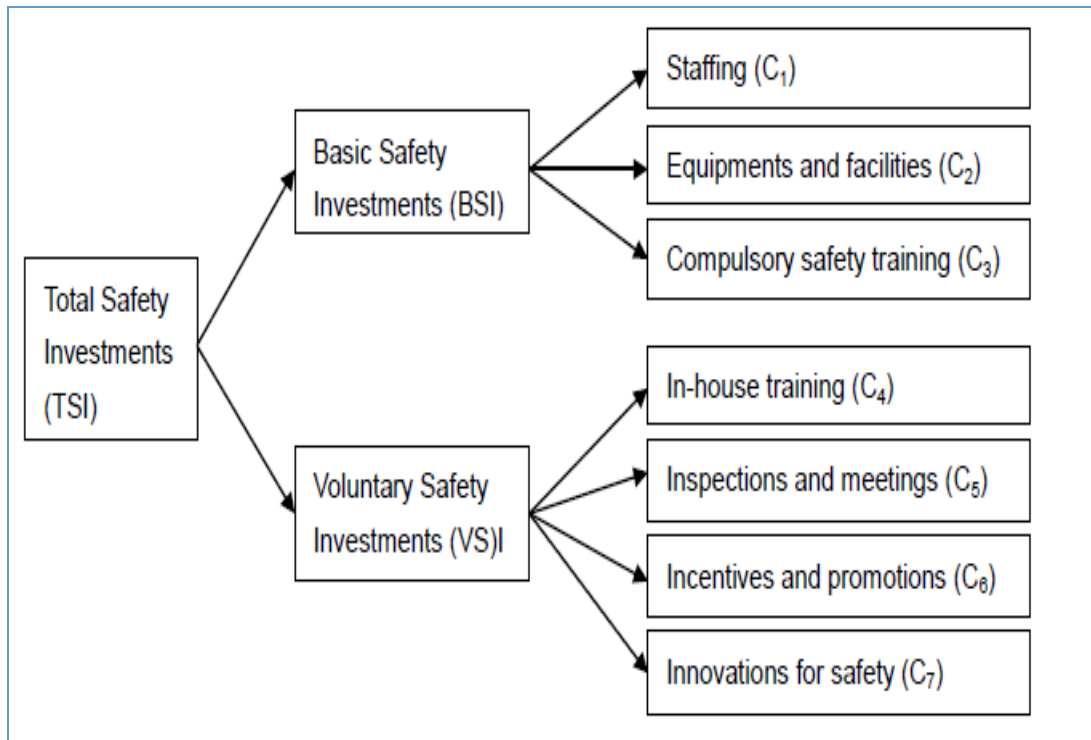 Total Safety
Investments
(TSI)
Basic Safety
Investments (BSI)
Staffing (C₁)
Equipments and facilities (C₂)
Compulsory safety training (C₃)
Voluntary Safety
Investments (VS)I
In-house training (C₄)
Inspections and meetings (C₅)
Incentives and promotions (C₆)
Innovations for safety (C₇)